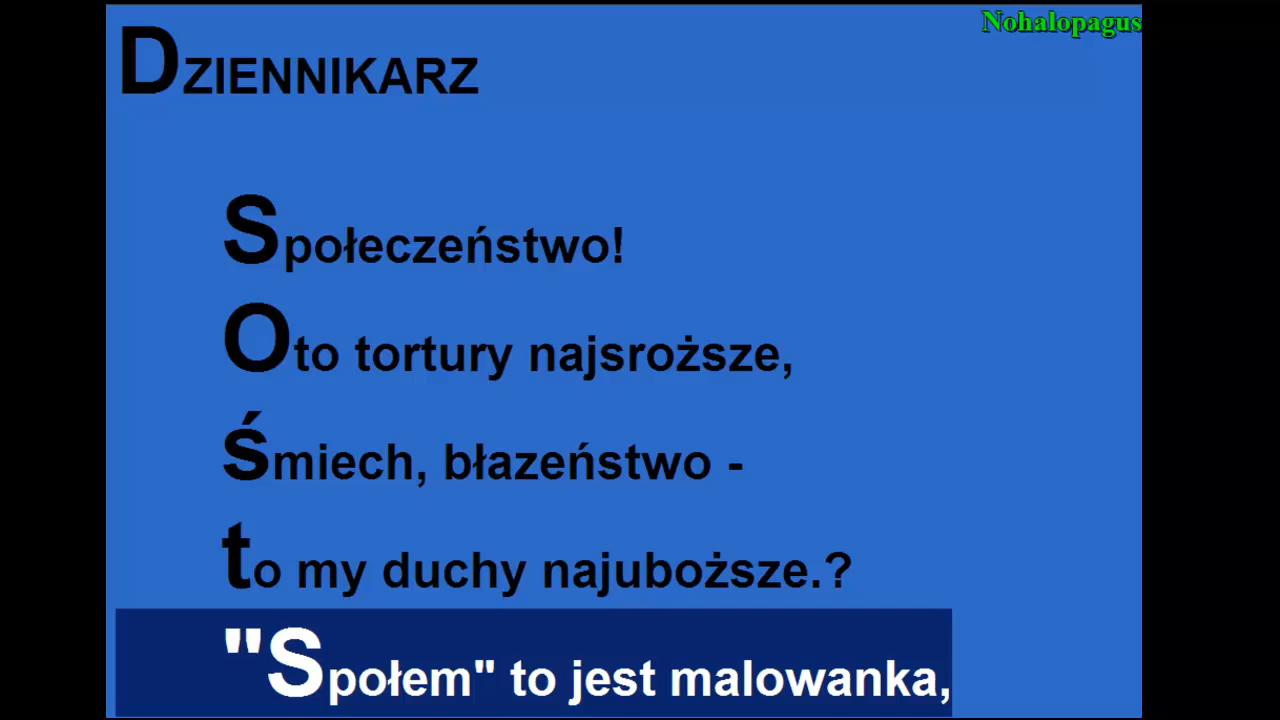 Nohalopagus
Dziennikarz
Społeczeństwo!
Oto tortury najsroższe,
śmiech, błazeństwo -
to my duchy najuboższe.?
"Społem" to jest malowanka,